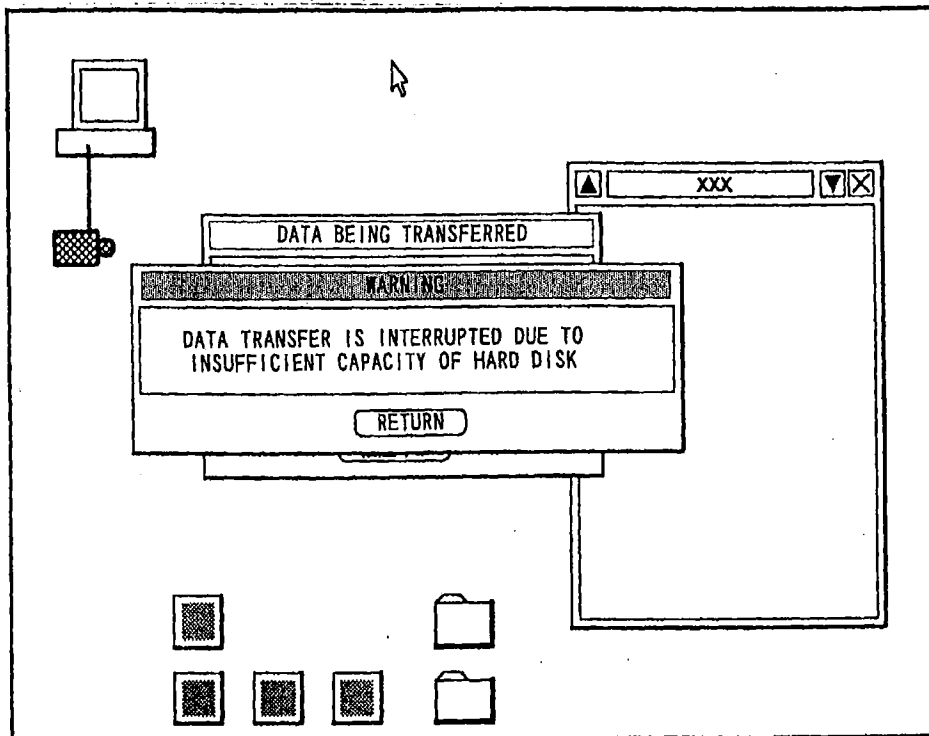 XXX
DATA BEING TRANSFERRED
WARNING
DATA TRANSFER IS INTERRUPTED DUE TO
INSUFFICIENT CAPACITY OF HARD DISK
RETURN